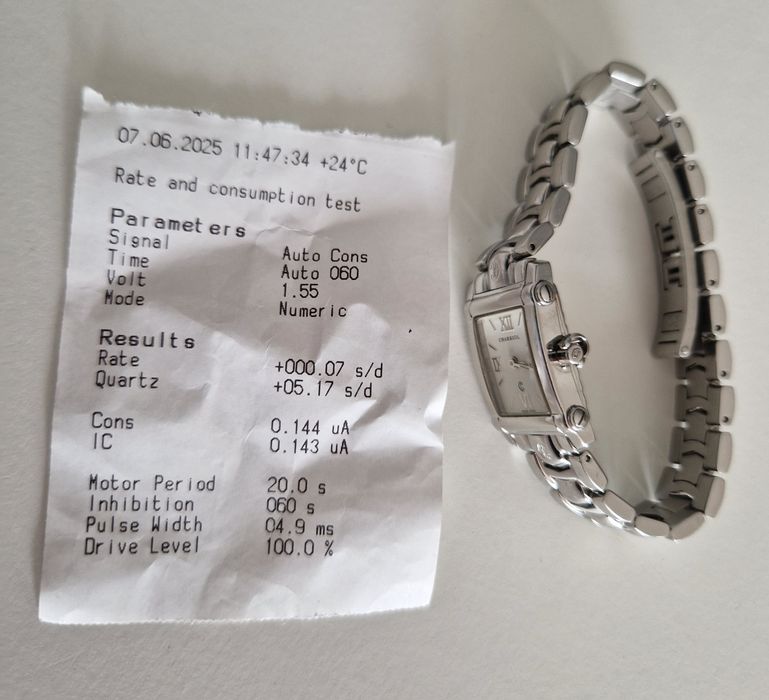 07.06.2025 11:47:34 +24°C
Rate and consumption test
Parameters
Signal Auto Cons
Time Auto 060
Volt 1.55
Mode Numeric
Results
Rate +000.07 s/d
Quartz +05.17 s/d
Cons 0.144 uA
IC 0.143 uA
Motor Period 20.0 s
Inhibition 060 s
Pulse Width 04.9 ms
Drive Level 100.0 %
XII
CHARRIOL